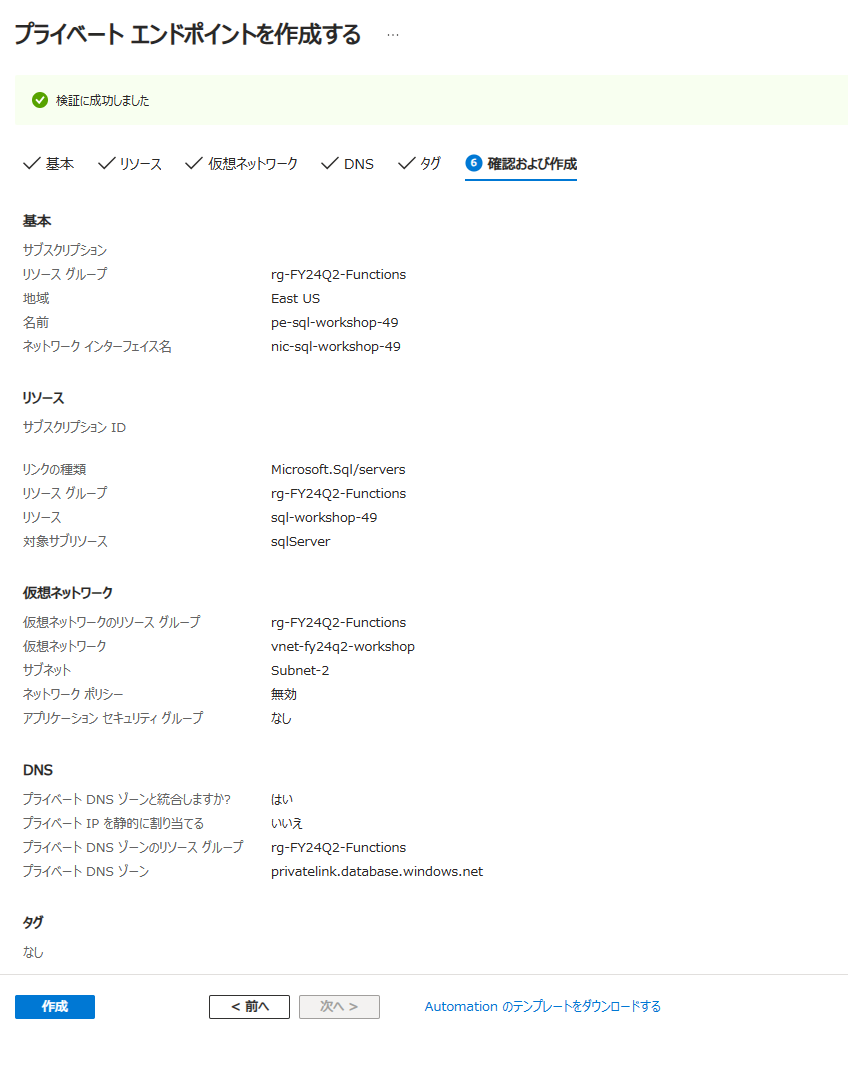 プライベート エンドポイントを作成する ...
検証に成功しました
基本 リソース 仮想ネットワーク DNS タグ 6 確認および作成
基本
サブスクリプション
リソース グループ rg-FY24Q2-Functions
地域 East US
名前 pe-sql-workshop-49
ネットワーク インターフェイス名 nic-sql-workshop-49
リソース
サブスクリプション ID
リンクの種類 Microsoft.Sql/servers
リソース グループ rg-FY24Q2-Functions
リソース sql-workshop-49
対象サブリソース sqlServer
仮想ネットワーク
仮想ネットワークのリソース グループ rg-FY24Q2-Functions
仮想ネットワーク vnet-fy24q2-workshop
サブネット Subnet-2
ネットワーク ポリシー 無効
アプリケーション セキュリティ グループ なし
DNS
プライベート DNS ゾーンと統合しますか? はい
プライベート IP を静的に割り当てる いいえ
プライベート DNS ゾーンのリソース グループ rg-FY24Q2-Functions
プライベート DNS ゾーン privatelink.database.windows.net
タグ
なし
作成 < 前へ 次へ > Automation のテンプレートをダウンロードする